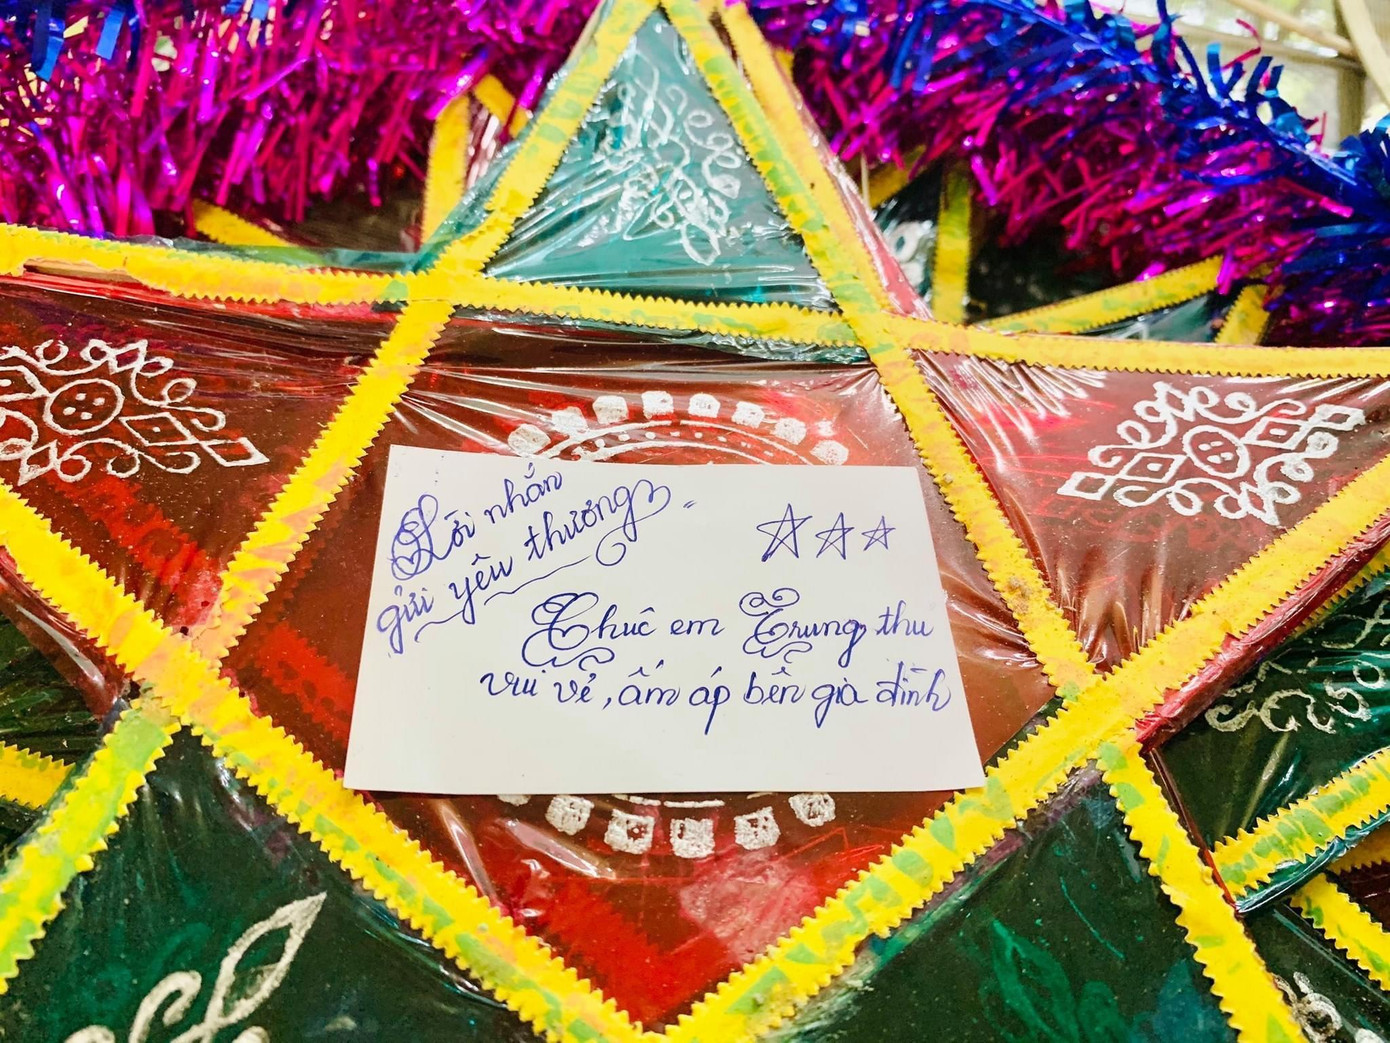 Lời nhắn
gửi yêu thương
Chúc em Trung thu
vui vẻ, ấm áp bên gia đình